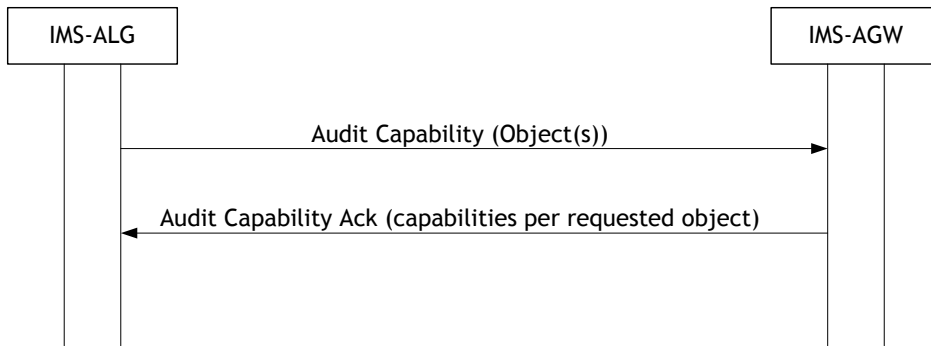 IMS-ALG
IMS-AGW
Audit Capability (Object(s))
Audit Capability Ack (capabilities per requested object)